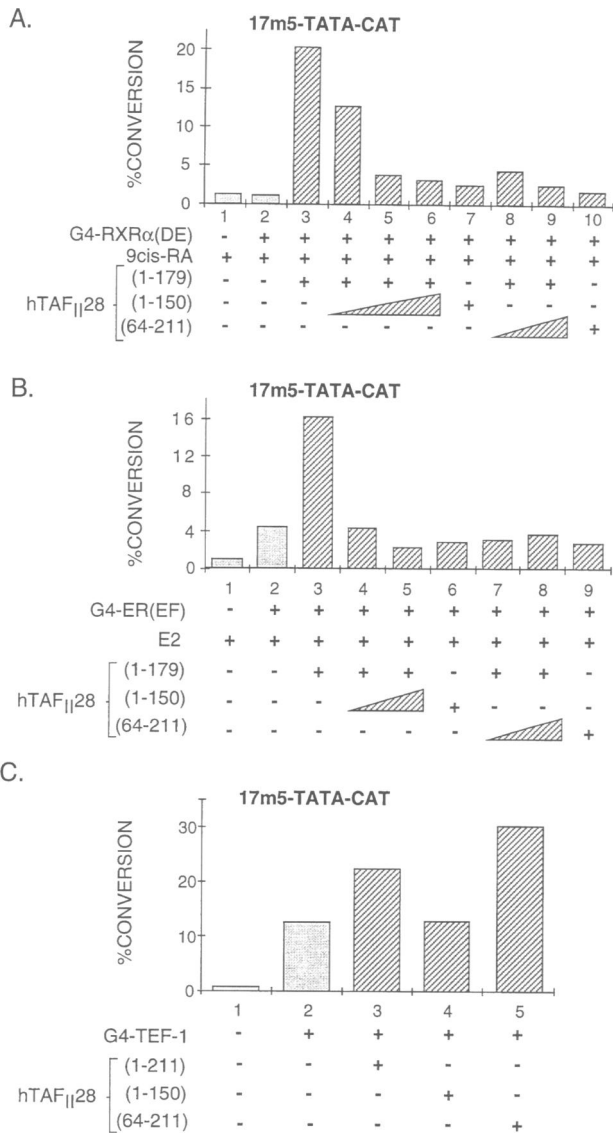 A.
17m5-TATA-CAT
%CONVERSION
20
15
10
5
0
1 2 3 4 5 6 7 8 9 10
G4-RXRα(DE) - + + + + + + + + +
9cis-RA + + + + + + + + + +
hTAFII28
(1-179) - - + + + + - + + -
(1-150) - - - + - - -
(64-211) - - - - - - - +
B.
17m5-TATA-CAT
%CONVERSION
16
12
8
4
0
1 2 3 4 5 6 7 8 9
G4-ER(EF) - + + + + + + + +
E2 + + + + + + + + +
hTAFII28
(1-179) - - + + + - + + -
(1-150) - - - + - - -
(64-211) - - - - - - +
C.
17m5-TATA-CAT
%CONVERSION
30
20
10
0
1 2 3 4 5
G4-TEF-1 - + + + +
hTAFII28
(1-211) - - + - -
(1-150) - - - + -
(64-211) - - - - +